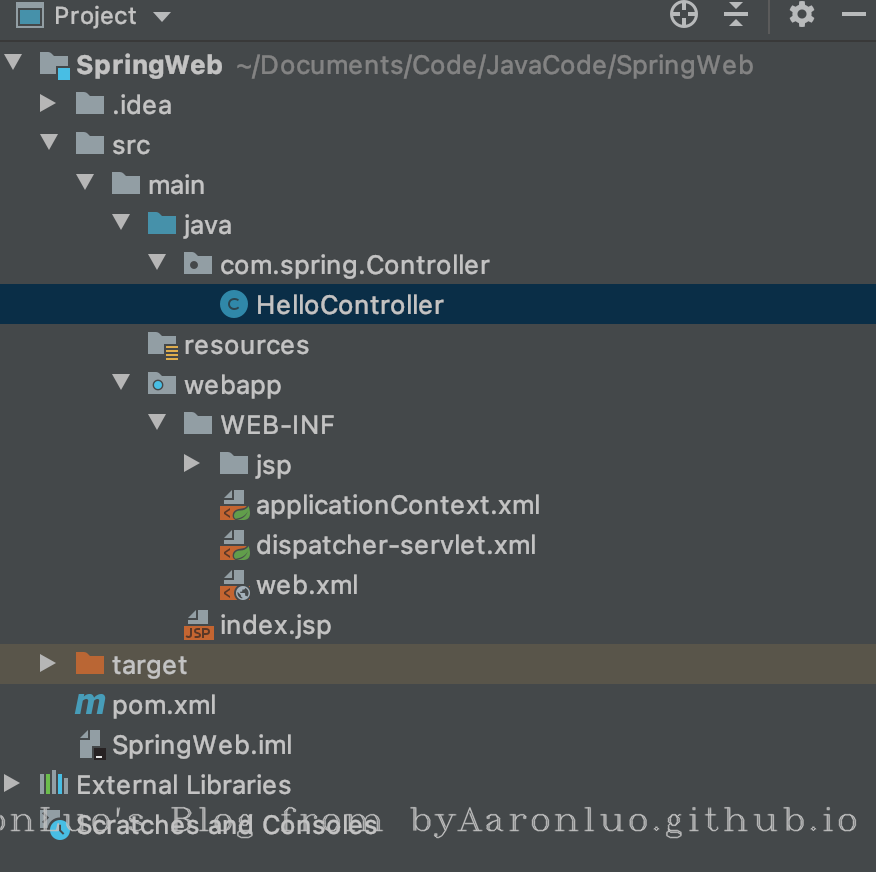 Project
SpringWeb ~/Documents/Code/JavaCode/SpringWeb
.idea
src
main
java
com.spring.Controller
C HelloController
resources
webapp
WEB-INF
jsp
applicationContext.xml
dispatcher-servlet.xml
web.xml
JSP index.jsp
target
m pom.xml
SpringWeb.iml
External Libraries
Scratches and Consoles
onLuo's Blog from byAaronluo.github.io